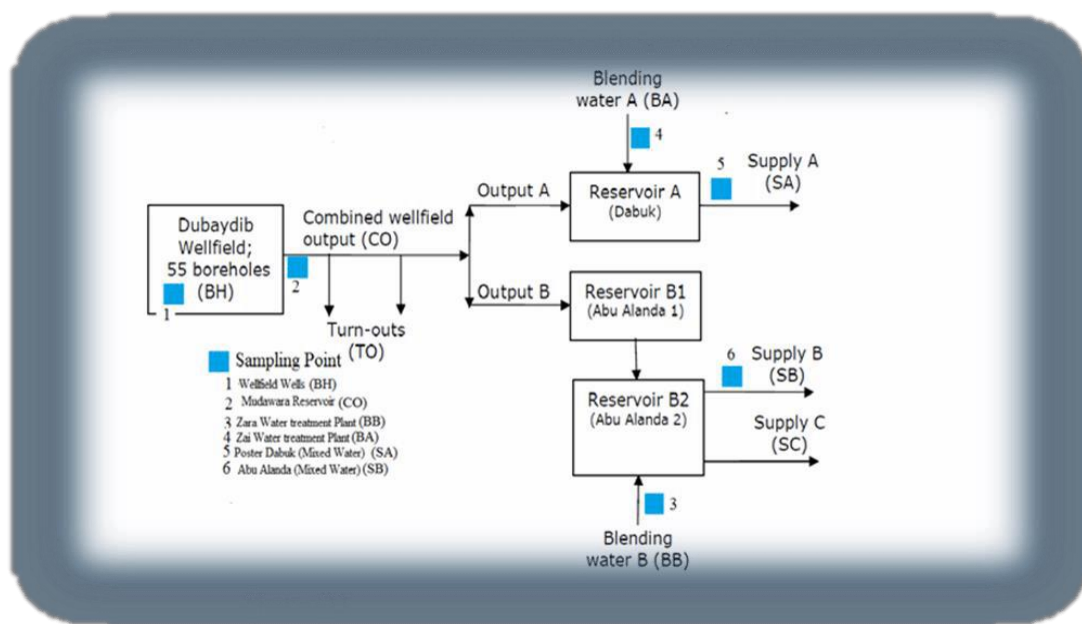 Blending
water A (BA)
4
5
Supply A
(SA)
Output A
Reservoir A
(Dabuk)
Dubaydib
Wellfield;
55 boreholes
(BH)
1
Combined wellfield
output (CO)
2
Output B
Reservoir B1
(Abu Alanda 1)
Turn-outs
(TO)
6
Supply B
(SB)
Reservoir B2
(Abu Alanda 2)
Supply C
(SC)
3
Blending
water B (BB)
Sampling Point
1 Wellfield Wells (BH)
2 Mudawara Reservoir (CO)
3 Zara Water treatment Plant (BB)
4 Zai Water treatment Plant (BA)
5 Poster Dabuk (Mixed Water) (SA)
6 Abu Alanda (Mixed Water) (SB)